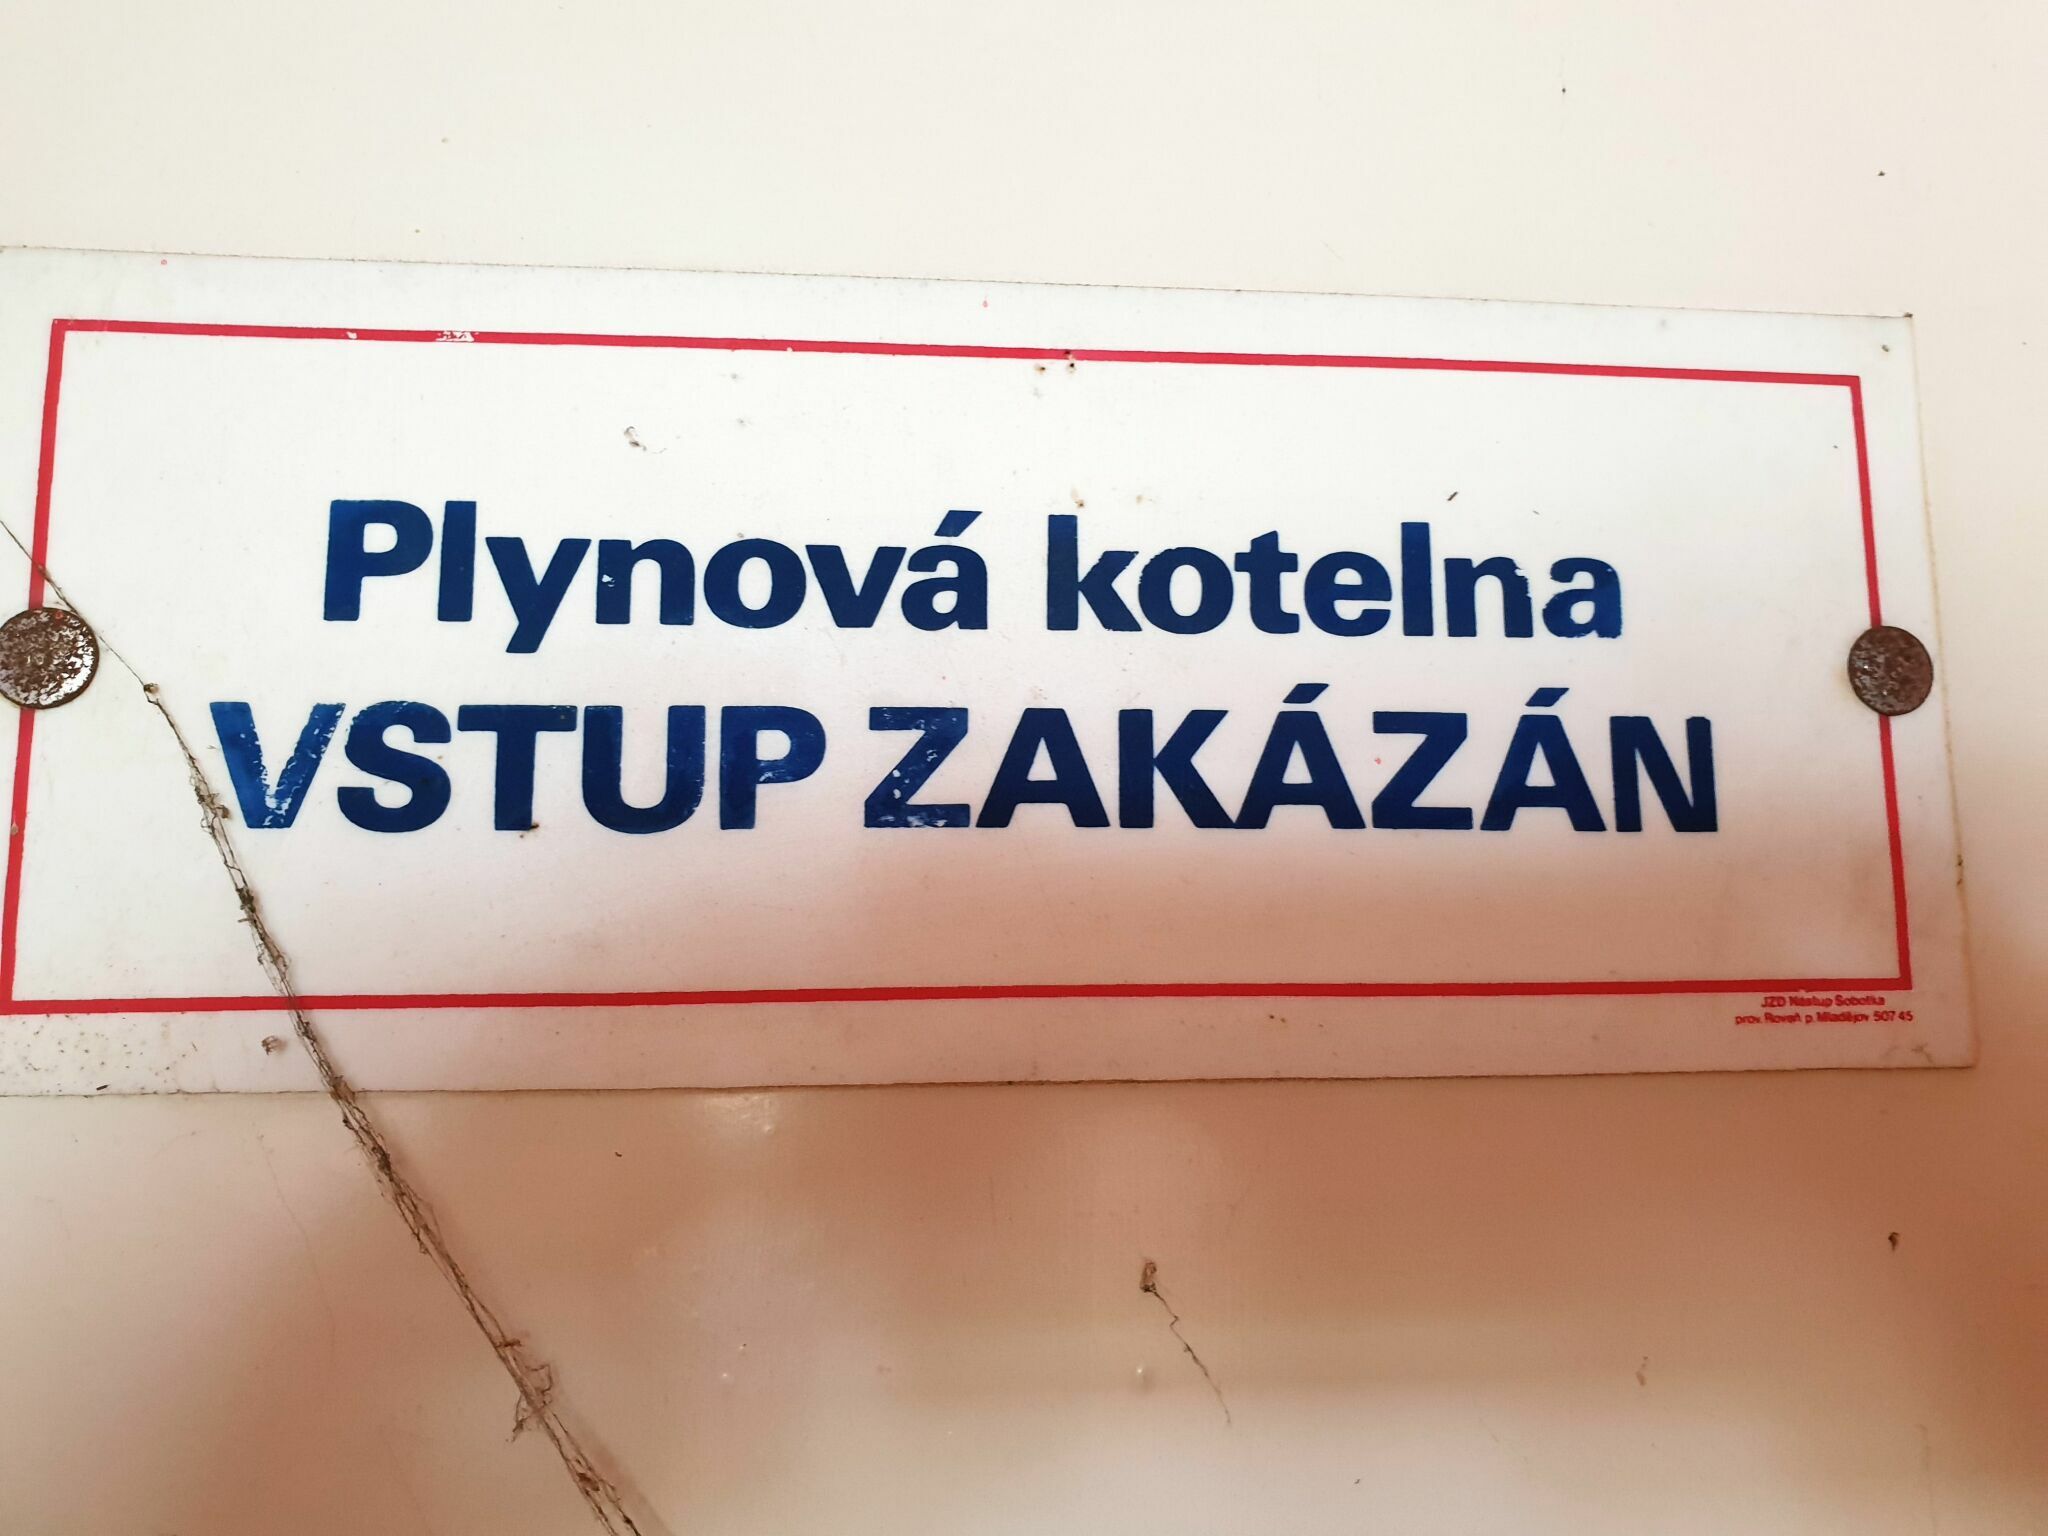 Plynová kotelna
VSTUP ZAKÁZÁN
JZD Nástup Sobotka
prov. Roveň p. Mladějov 507 45